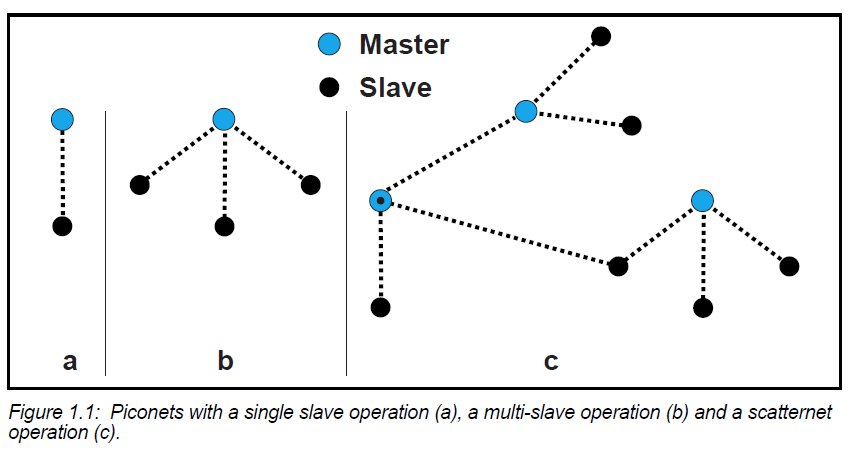 Master
Slave
a
b
c
Figure 1.1: Piconets with a single slave operation (a), a multi-slave operation (b) and a scatternet
operation (c).